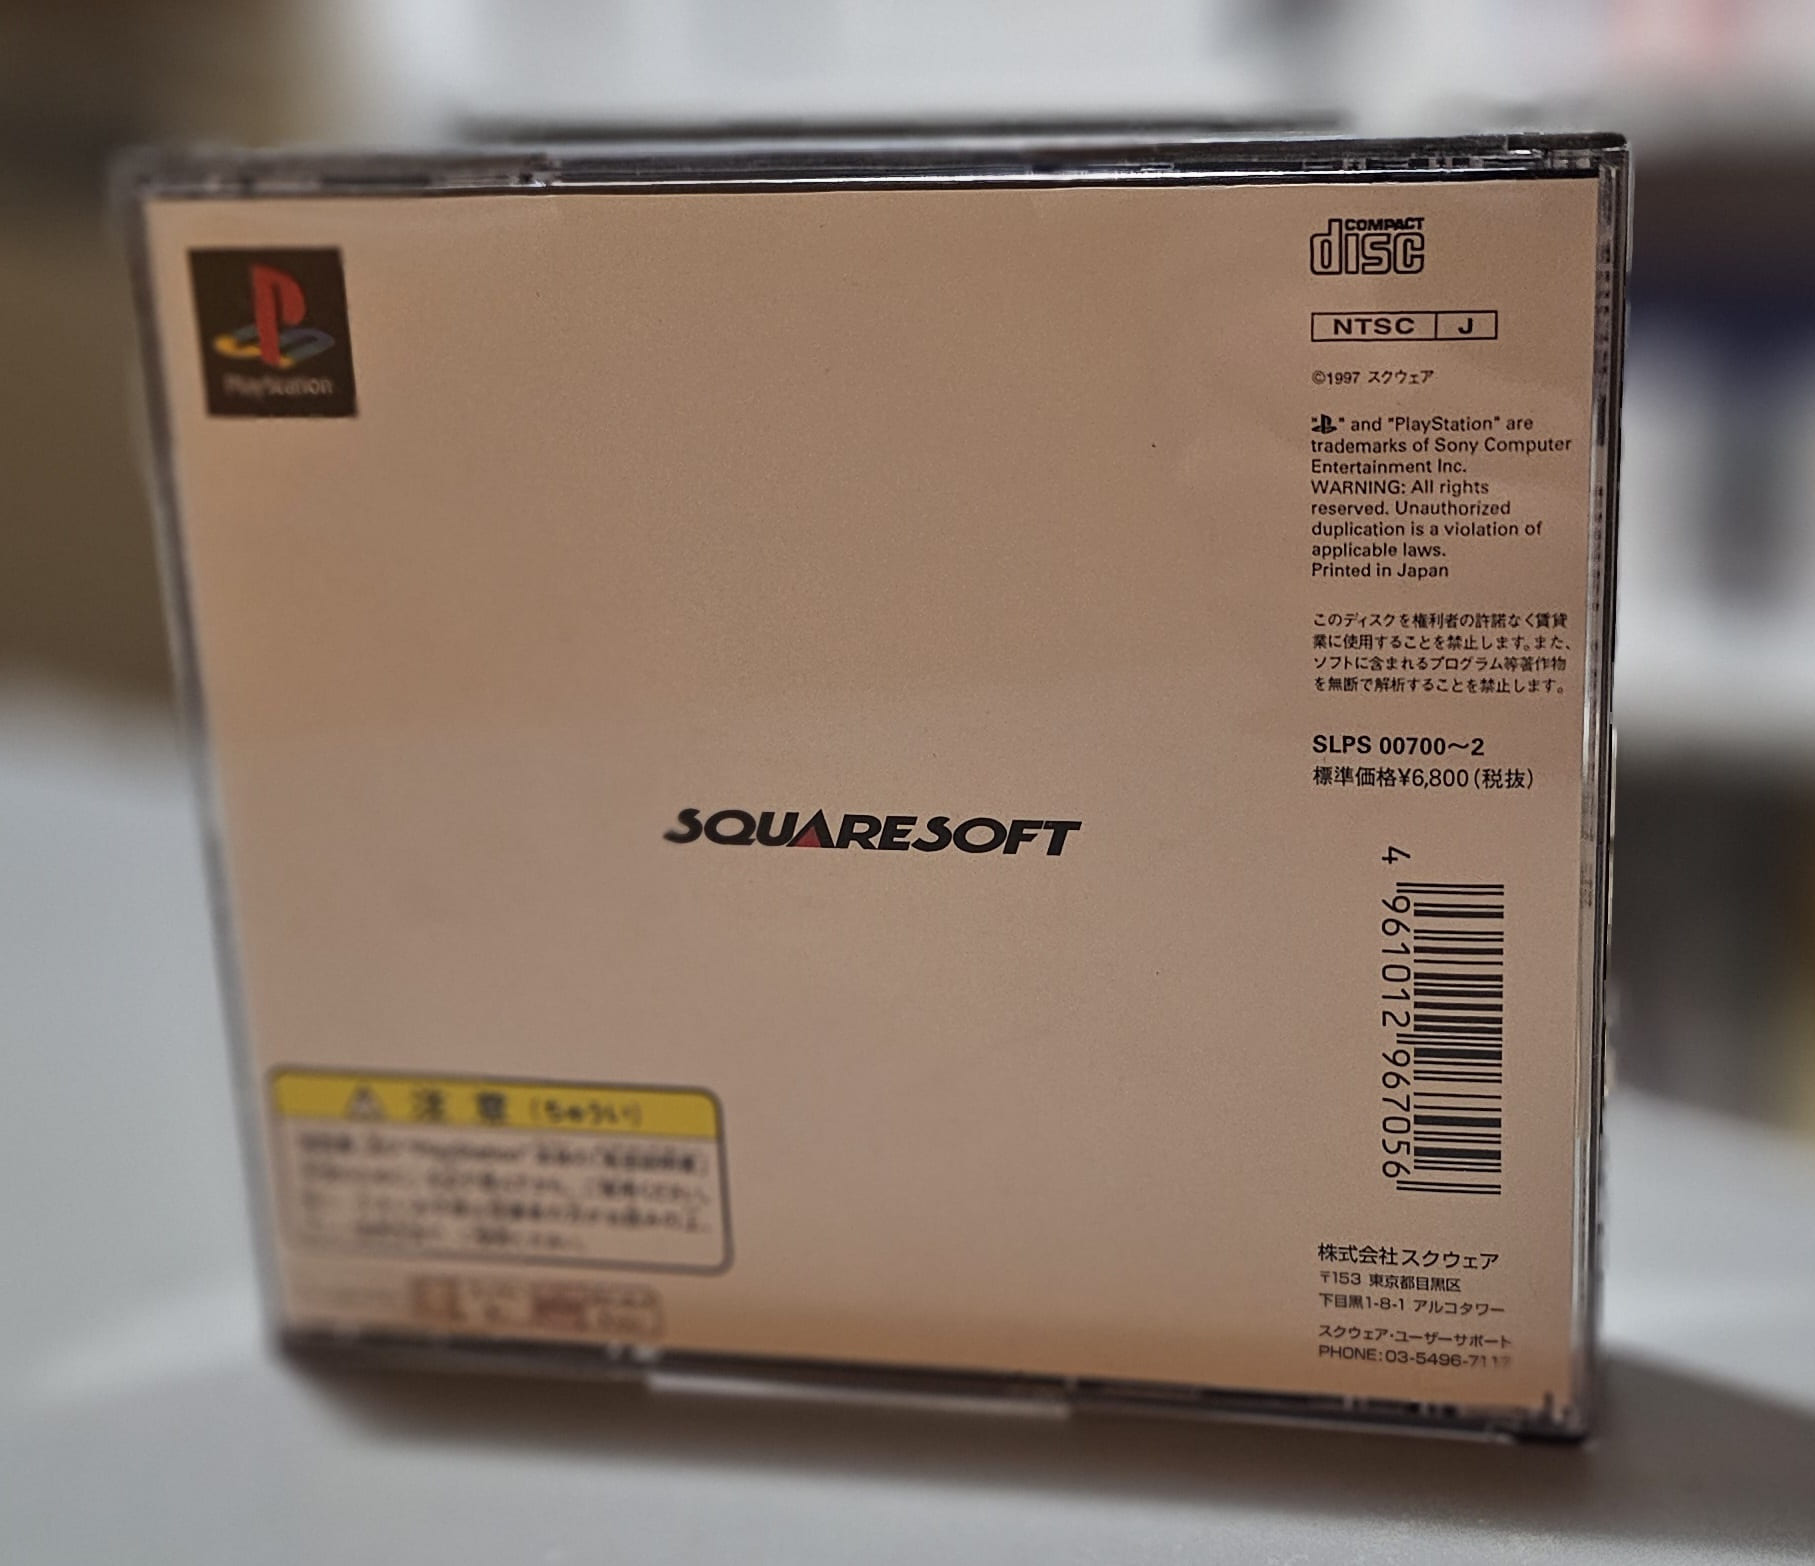 PlayStation
COMPACT
disc
NTSC J
©1997 スクウェア
" " and "PlayStation" are
trademarks of Sony Computer
Entertainment Inc.
WARNING: All rights
reserved. Unauthorized
duplication is a violation of
applicable laws.
Printed in Japan
このディスクを権利者の許諾なく賃貸
業に使用することを禁止します。また、
ソフトに含まれるプログラム等著作物
を無断で解析することを禁止します。
SLPS 00700〜2
標準価格¥6,800(税抜)
SQUARESOFT
4 961012 967056
注意(ちゅうい)
株式会社スクウェア
〒153 東京都目黒区
下目黒1-8-1 アルコタワー
スクウェア・ユーザーサポート
PHONE:03-5496-7117